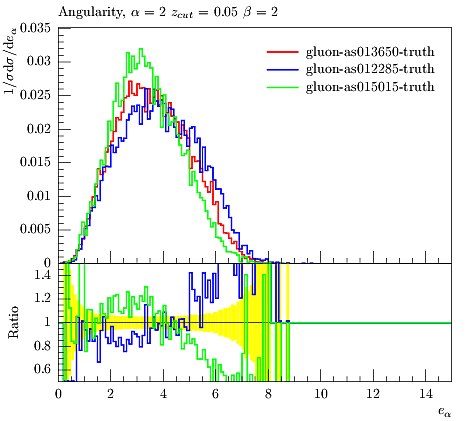 Angularity, α = 2 z_cut = 0.05 β = 2
1/σ dσ/de_α
0.035
0.03
0.025
0.02
0.015
0.01
0.005
0
gluon-as013650-truth
gluon-as012285-truth
gluon-as015015-truth
Ratio
1.4
1.2
1
0.8
0.6
0 2 4 6 8 10 12 14
e_α